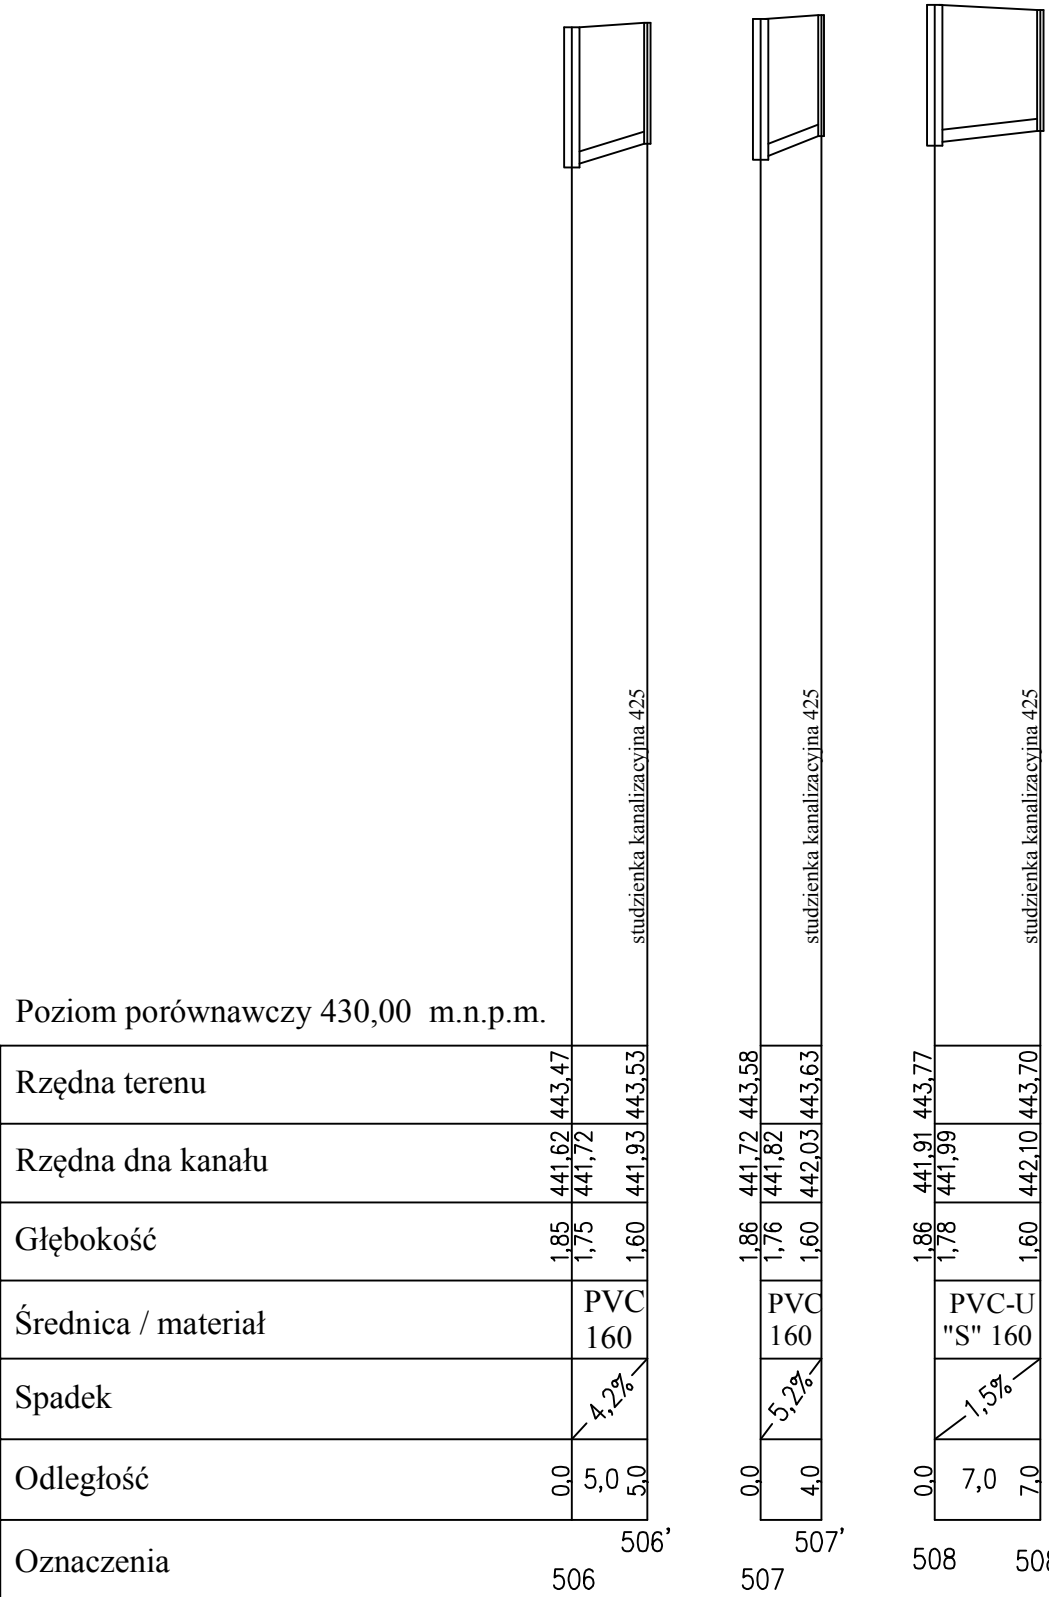 studzienka kanalizacyjna 425
studzienka kanalizacyjna 425
studzienka kanalizacyjna 425
Poziom porównawczy 430,00 m.n.p.m.
Rzędna terenu 443,47 443,53 443,58 443,63 443,77 443,70
Rzędna dna kanału 441,62 441,72 441,93 441,72 441,82 442,03 441,91 441,99 442,10
Głębokość 1,85 1,75 1,60 1,86 1,76 1,60 1,86 1,78 1,60
Średnica / materiał
PVC
160
PVC
160
PVC-U
"S" 160
Spadek 4,2% 5,2% 1,5%
Odległość 0,0 5,0 5,0 0,0 4,0 0,0 7,0 7,0
Oznaczenia
506 506' 507 507' 508 508